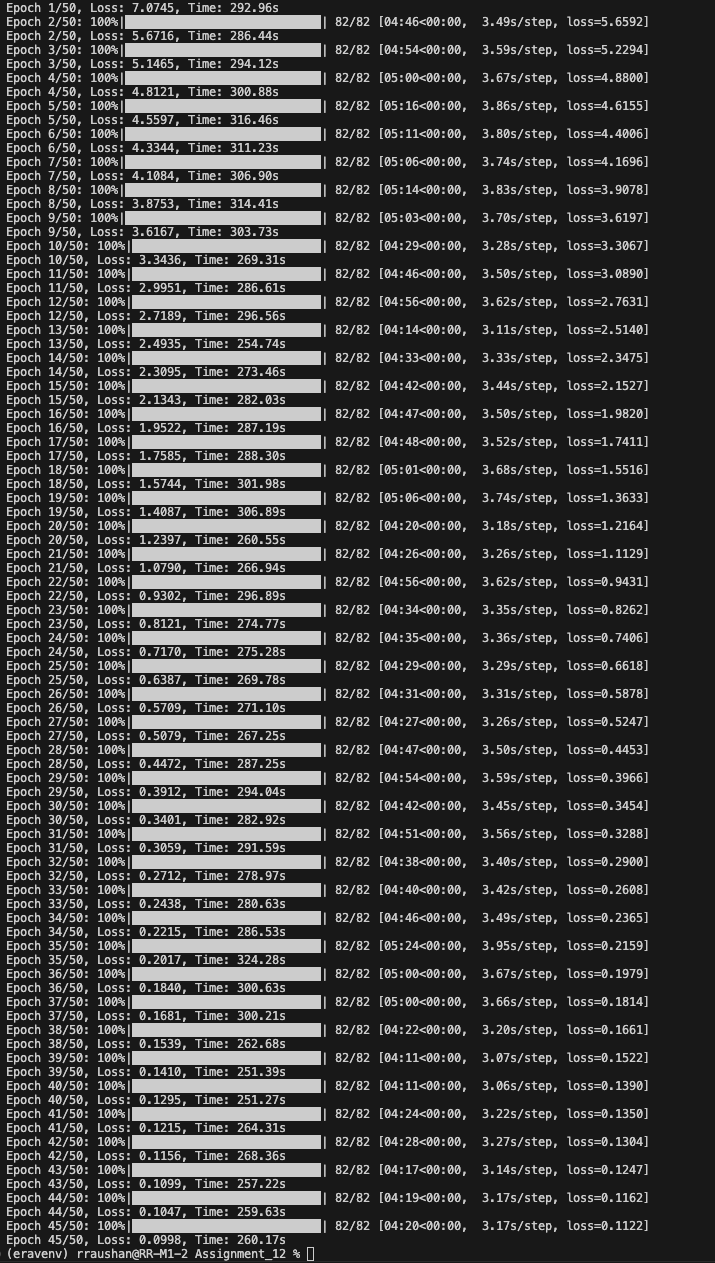 Epoch 1/50, Loss: 7.0745, Time: 292.96s
Epoch 2/50: 100%|██████████| 82/82 [04:46<00:00, 3.49s/step, loss=5.6592]
Epoch 2/50, Loss: 5.6716, Time: 286.44s
Epoch 3/50: 100%|██████████| 82/82 [04:54<00:00, 3.59s/step, loss=5.2294]
Epoch 3/50, Loss: 5.1465, Time: 294.12s
Epoch 4/50: 100%|██████████| 82/82 [05:00<00:00, 3.67s/step, loss=4.8800]
Epoch 4/50, Loss: 4.8121, Time: 300.88s
Epoch 5/50: 100%|██████████| 82/82 [05:16<00:00, 3.86s/step, loss=4.6155]
Epoch 5/50, Loss: 4.5597, Time: 316.46s
Epoch 6/50: 100%|██████████| 82/82 [05:11<00:00, 3.80s/step, loss=4.4006]
Epoch 6/50, Loss: 4.3344, Time: 311.23s
Epoch 7/50: 100%|██████████| 82/82 [05:06<00:00, 3.74s/step, loss=4.1696]
Epoch 7/50, Loss: 4.1084, Time: 306.90s
Epoch 8/50: 100%|██████████| 82/82 [05:14<00:00, 3.83s/step, loss=3.9078]
Epoch 8/50, Loss: 3.8753, Time: 314.41s
Epoch 9/50: 100%|██████████| 82/82 [05:03<00:00, 3.70s/step, loss=3.6197]
Epoch 9/50, Loss: 3.6167, Time: 303.73s
Epoch 10/50: 100%|██████████| 82/82 [04:29<00:00, 3.28s/step, loss=3.3067]
Epoch 10/50, Loss: 3.3436, Time: 269.31s
Epoch 11/50: 100%|██████████| 82/82 [04:46<00:00, 3.50s/step, loss=3.0890]
Epoch 11/50, Loss: 2.9951, Time: 286.61s
Epoch 12/50: 100%|██████████| 82/82 [04:56<00:00, 3.62s/step, loss=2.7631]
Epoch 12/50, Loss: 2.7189, Time: 296.56s
Epoch 13/50: 100%|██████████| 82/82 [04:14<00:00, 3.11s/step, loss=2.5140]
Epoch 13/50, Loss: 2.4935, Time: 254.74s
Epoch 14/50: 100%|██████████| 82/82 [04:33<00:00, 3.33s/step, loss=2.3475]
Epoch 14/50, Loss: 2.3095, Time: 273.46s
Epoch 15/50: 100%|██████████| 82/82 [04:42<00:00, 3.44s/step, loss=2.1527]
Epoch 15/50, Loss: 2.1343, Time: 282.03s
Epoch 16/50: 100%|██████████| 82/82 [04:47<00:00, 3.50s/step, loss=1.9820]
Epoch 16/50, Loss: 1.9522, Time: 287.19s
Epoch 17/50: 100%|██████████| 82/82 [04:48<00:00, 3.52s/step, loss=1.7411]
Epoch 17/50, Loss: 1.7585, Time: 288.30s
Epoch 18/50: 100%|██████████| 82/82 [05:01<00:00, 3.68s/step, loss=1.5516]
Epoch 18/50, Loss: 1.5744, Time: 301.98s
Epoch 19/50: 100%|██████████| 82/82 [05:06<00:00, 3.74s/step, loss=1.3633]
Epoch 19/50, Loss: 1.4087, Time: 306.89s
Epoch 20/50: 100%|██████████| 82/82 [04:20<00:00, 3.18s/step, loss=1.2164]
Epoch 20/50, Loss: 1.2397, Time: 260.55s
Epoch 21/50: 100%|██████████| 82/82 [04:26<00:00, 3.26s/step, loss=1.1129]
Epoch 21/50, Loss: 1.0790, Time: 266.94s
Epoch 22/50: 100%|██████████| 82/82 [04:56<00:00, 3.62s/step, loss=0.9431]
Epoch 22/50, Loss: 0.9302, Time: 296.89s
Epoch 23/50: 100%|██████████| 82/82 [04:34<00:00, 3.35s/step, loss=0.8262]
Epoch 23/50, Loss: 0.8121, Time: 274.77s
Epoch 24/50: 100%|██████████| 82/82 [04:35<00:00, 3.36s/step, loss=0.7406]
Epoch 24/50, Loss: 0.7170, Time: 275.28s
Epoch 25/50: 100%|██████████| 82/82 [04:29<00:00, 3.29s/step, loss=0.6618]
Epoch 25/50, Loss: 0.6387, Time: 269.78s
Epoch 26/50: 100%|██████████| 82/82 [04:31<00:00, 3.31s/step, loss=0.5878]
Epoch 26/50, Loss: 0.5709, Time: 271.10s
Epoch 27/50: 100%|██████████| 82/82 [04:27<00:00, 3.26s/step, loss=0.5247]
Epoch 27/50, Loss: 0.5079, Time: 267.25s
Epoch 28/50: 100%|██████████| 82/82 [04:47<00:00, 3.50s/step, loss=0.4453]
Epoch 28/50, Loss: 0.4472, Time: 287.25s
Epoch 29/50: 100%|██████████| 82/82 [04:54<00:00, 3.59s/step, loss=0.3966]
Epoch 29/50, Loss: 0.3912, Time: 294.04s
Epoch 30/50: 100%|██████████| 82/82 [04:42<00:00, 3.45s/step, loss=0.3454]
Epoch 30/50, Loss: 0.3401, Time: 282.92s
Epoch 31/50: 100%|██████████| 82/82 [04:51<00:00, 3.56s/step, loss=0.3288]
Epoch 31/50, Loss: 0.3059, Time: 291.59s
Epoch 32/50: 100%|██████████| 82/82 [04:38<00:00, 3.40s/step, loss=0.2900]
Epoch 32/50, Loss: 0.2712, Time: 278.97s
Epoch 33/50: 100%|██████████| 82/82 [04:40<00:00, 3.42s/step, loss=0.2608]
Epoch 33/50, Loss: 0.2438, Time: 280.63s
Epoch 34/50: 100%|██████████| 82/82 [04:46<00:00, 3.49s/step, loss=0.2365]
Epoch 34/50, Loss: 0.2215, Time: 286.53s
Epoch 35/50: 100%|██████████| 82/82 [05:24<00:00, 3.95s/step, loss=0.2159]
Epoch 35/50, Loss: 0.2017, Time: 324.28s
Epoch 36/50: 100%|██████████| 82/82 [05:00<00:00, 3.67s/step, loss=0.1979]
Epoch 36/50, Loss: 0.1840, Time: 300.63s
Epoch 37/50: 100%|██████████| 82/82 [05:00<00:00, 3.66s/step, loss=0.1814]
Epoch 37/50, Loss: 0.1681, Time: 300.21s
Epoch 38/50: 100%|██████████| 82/82 [04:22<00:00, 3.20s/step, loss=0.1661]
Epoch 38/50, Loss: 0.1539, Time: 262.68s
Epoch 39/50: 100%|██████████| 82/82 [04:11<00:00, 3.07s/step, loss=0.1522]
Epoch 39/50, Loss: 0.1410, Time: 251.39s
Epoch 40/50: 100%|██████████| 82/82 [04:11<00:00, 3.06s/step, loss=0.1390]
Epoch 40/50, Loss: 0.1295, Time: 251.27s
Epoch 41/50: 100%|██████████| 82/82 [04:24<00:00, 3.22s/step, loss=0.1350]
Epoch 41/50, Loss: 0.1215, Time: 264.31s
Epoch 42/50: 100%|██████████| 82/82 [04:28<00:00, 3.27s/step, loss=0.1304]
Epoch 42/50, Loss: 0.1156, Time: 268.36s
Epoch 43/50: 100%|██████████| 82/82 [04:17<00:00, 3.14s/step, loss=0.1247]
Epoch 43/50, Loss: 0.1099, Time: 257.22s
Epoch 44/50: 100%|██████████| 82/82 [04:19<00:00, 3.17s/step, loss=0.1162]
Epoch 44/50, Loss: 0.1047, Time: 259.63s
Epoch 45/50: 100%|██████████| 82/82 [04:20<00:00, 3.17s/step, loss=0.1122]
Epoch 45/50, Loss: 0.0998, Time: 260.17s
(eravenv) rraushan@RR-M1-2 Assignment_12 %